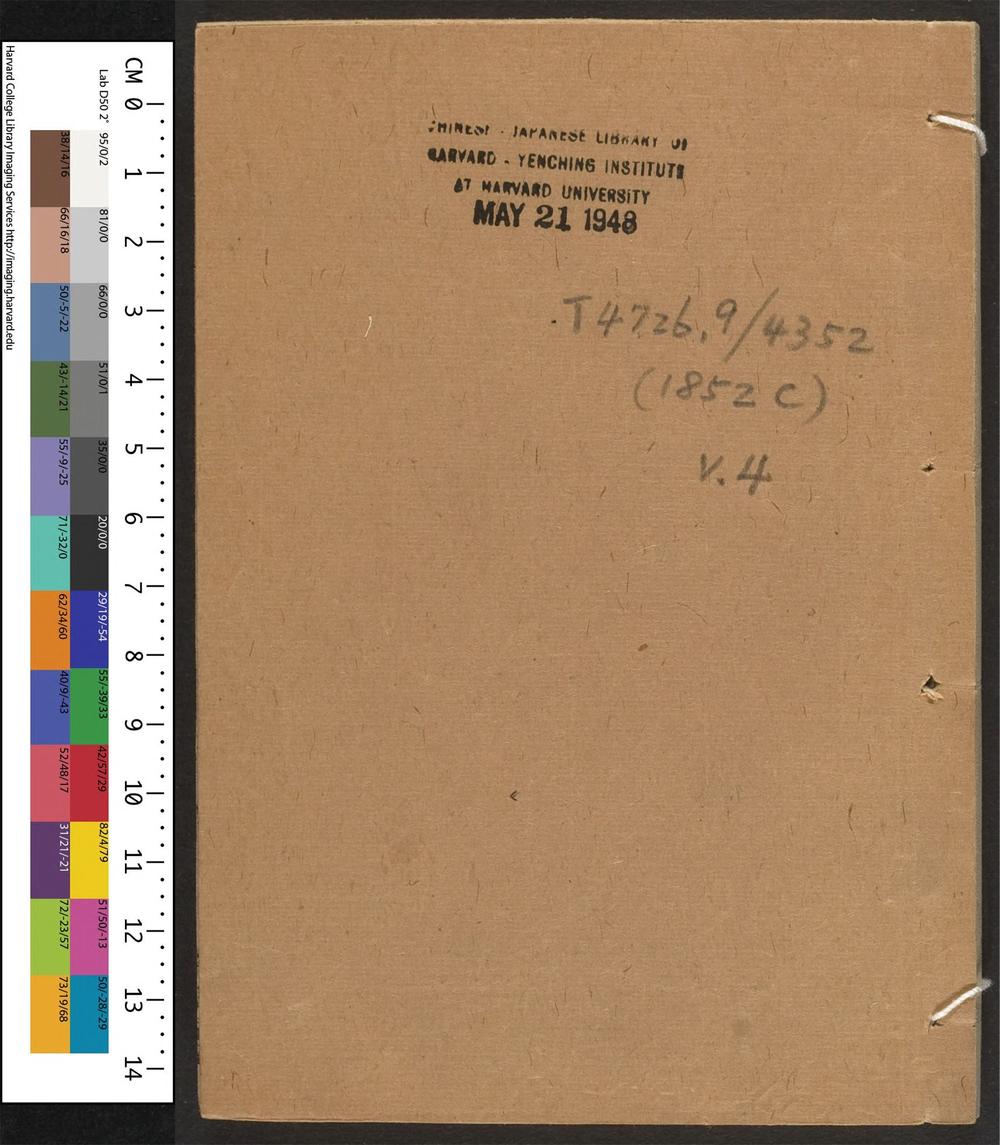 CHINESE - JAPANESE LIBRARY OF
HARVARD - YENCHING INSTITUTE
AT HARVARD UNIVERSITY
MAY 21 1948
T4726.9/4352
(1852 C)
V.4
Harvard College Library Imaging Services http://imaging.harvard.edu
Lab D50 2°
CM 0 1 2 3 4 5 6 7 8 9 10 11 12 13 14
95/0/2
81/0/0
66/0/0
51/0/1
35/0/0
20/0/0
29/19/-54
55/-39/33
42/57/29
82/4/79
51/50/-13
50/-28/-29
38/14/16
66/16/18
50/-5/-22
43/-14/21
55/-9/-25
71/-32/0
62/34/60
40/9/-43
52/48/17
31/21/-21
72/-23/57
73/19/68